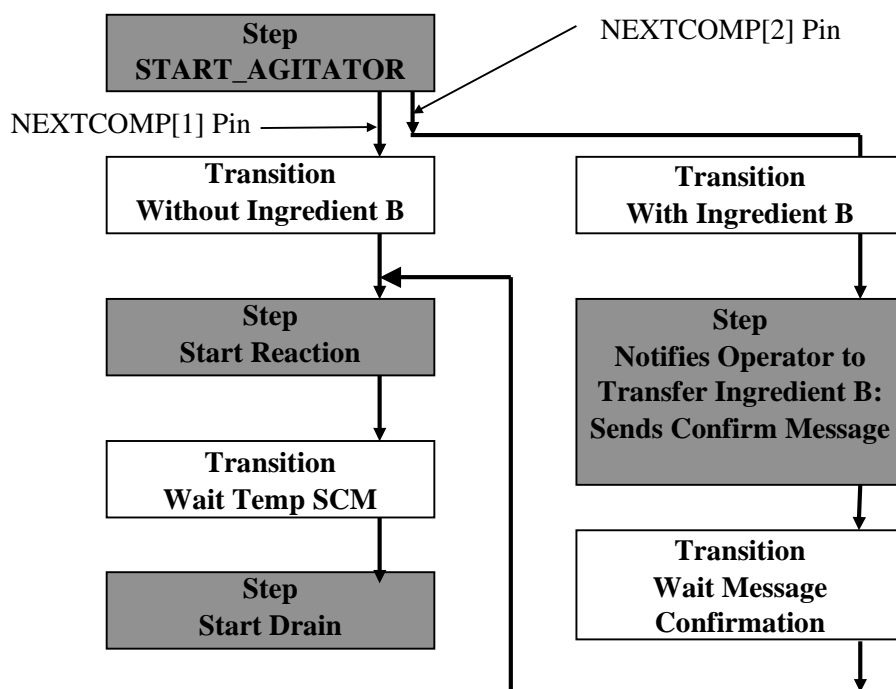 Step
START_AGITATOR
NEXTCOMP[2] Pin
NEXTCOMP[1] Pin
Transition
Without Ingredient B
Transition
With Ingredient B
Step
Start Reaction
Step
Notifies Operator to
Transfer Ingredient B:
Sends Confirm Message
Transition
Wait Temp SCM
Transition
Wait Message
Confirmation
Step
Start Drain